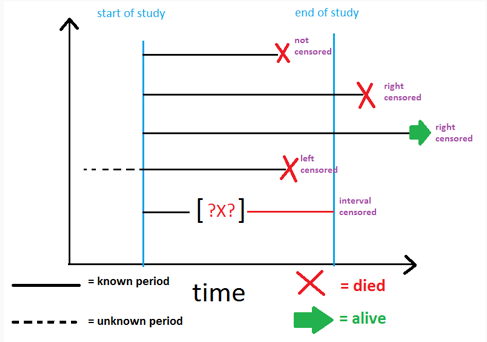 start of study
end of study
not
censored
right
censored
right
censored
left
censored
[?X?]
interval
censored
= known period
time
= died
= unknown period
= alive